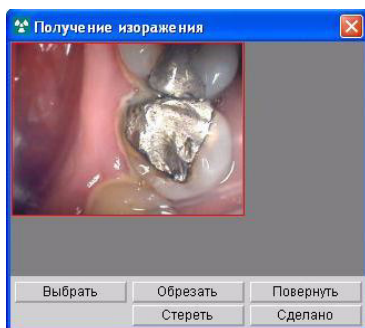 Получение изоражения
Выбрать Обрезать Повернуть
Стереть Сделано